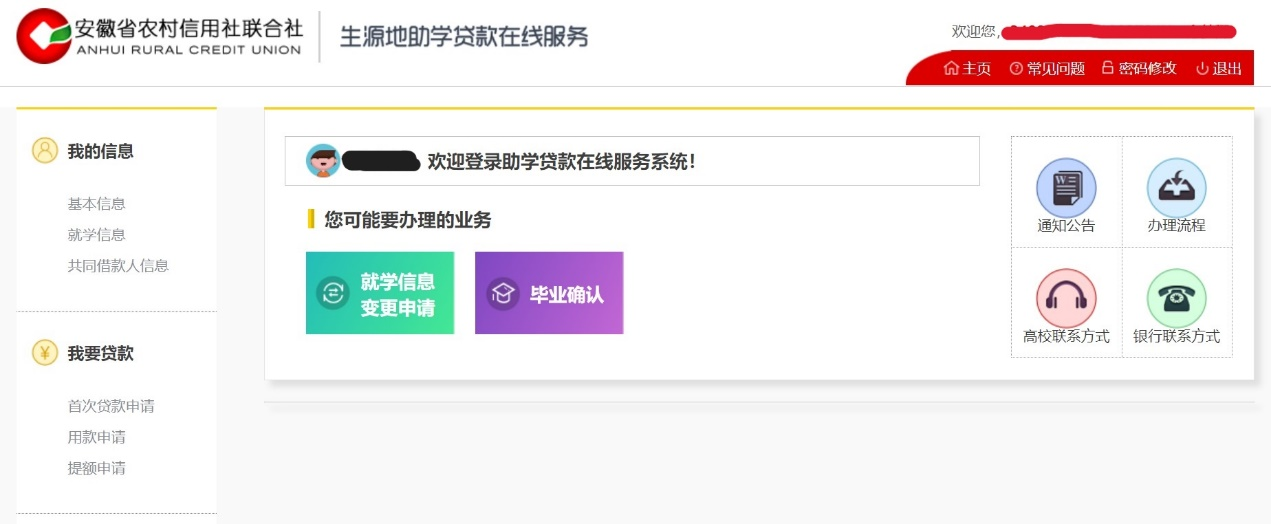 安徽省农村信用社联合社
ANHUI RURAL CREDIT UNION
生源地助学贷款在线服务
欢迎您,
主页 常见问题 密码修改 退出
我的信息
基本信息
就学信息
共同借款人信息
我要贷款
首次贷款申请
用款申请
提额申请
欢迎登录助学贷款在线服务系统!
您可能要办理的业务
就学信息
变更申请
毕业确认
通知公告
办理流程
高校联系方式
银行联系方式